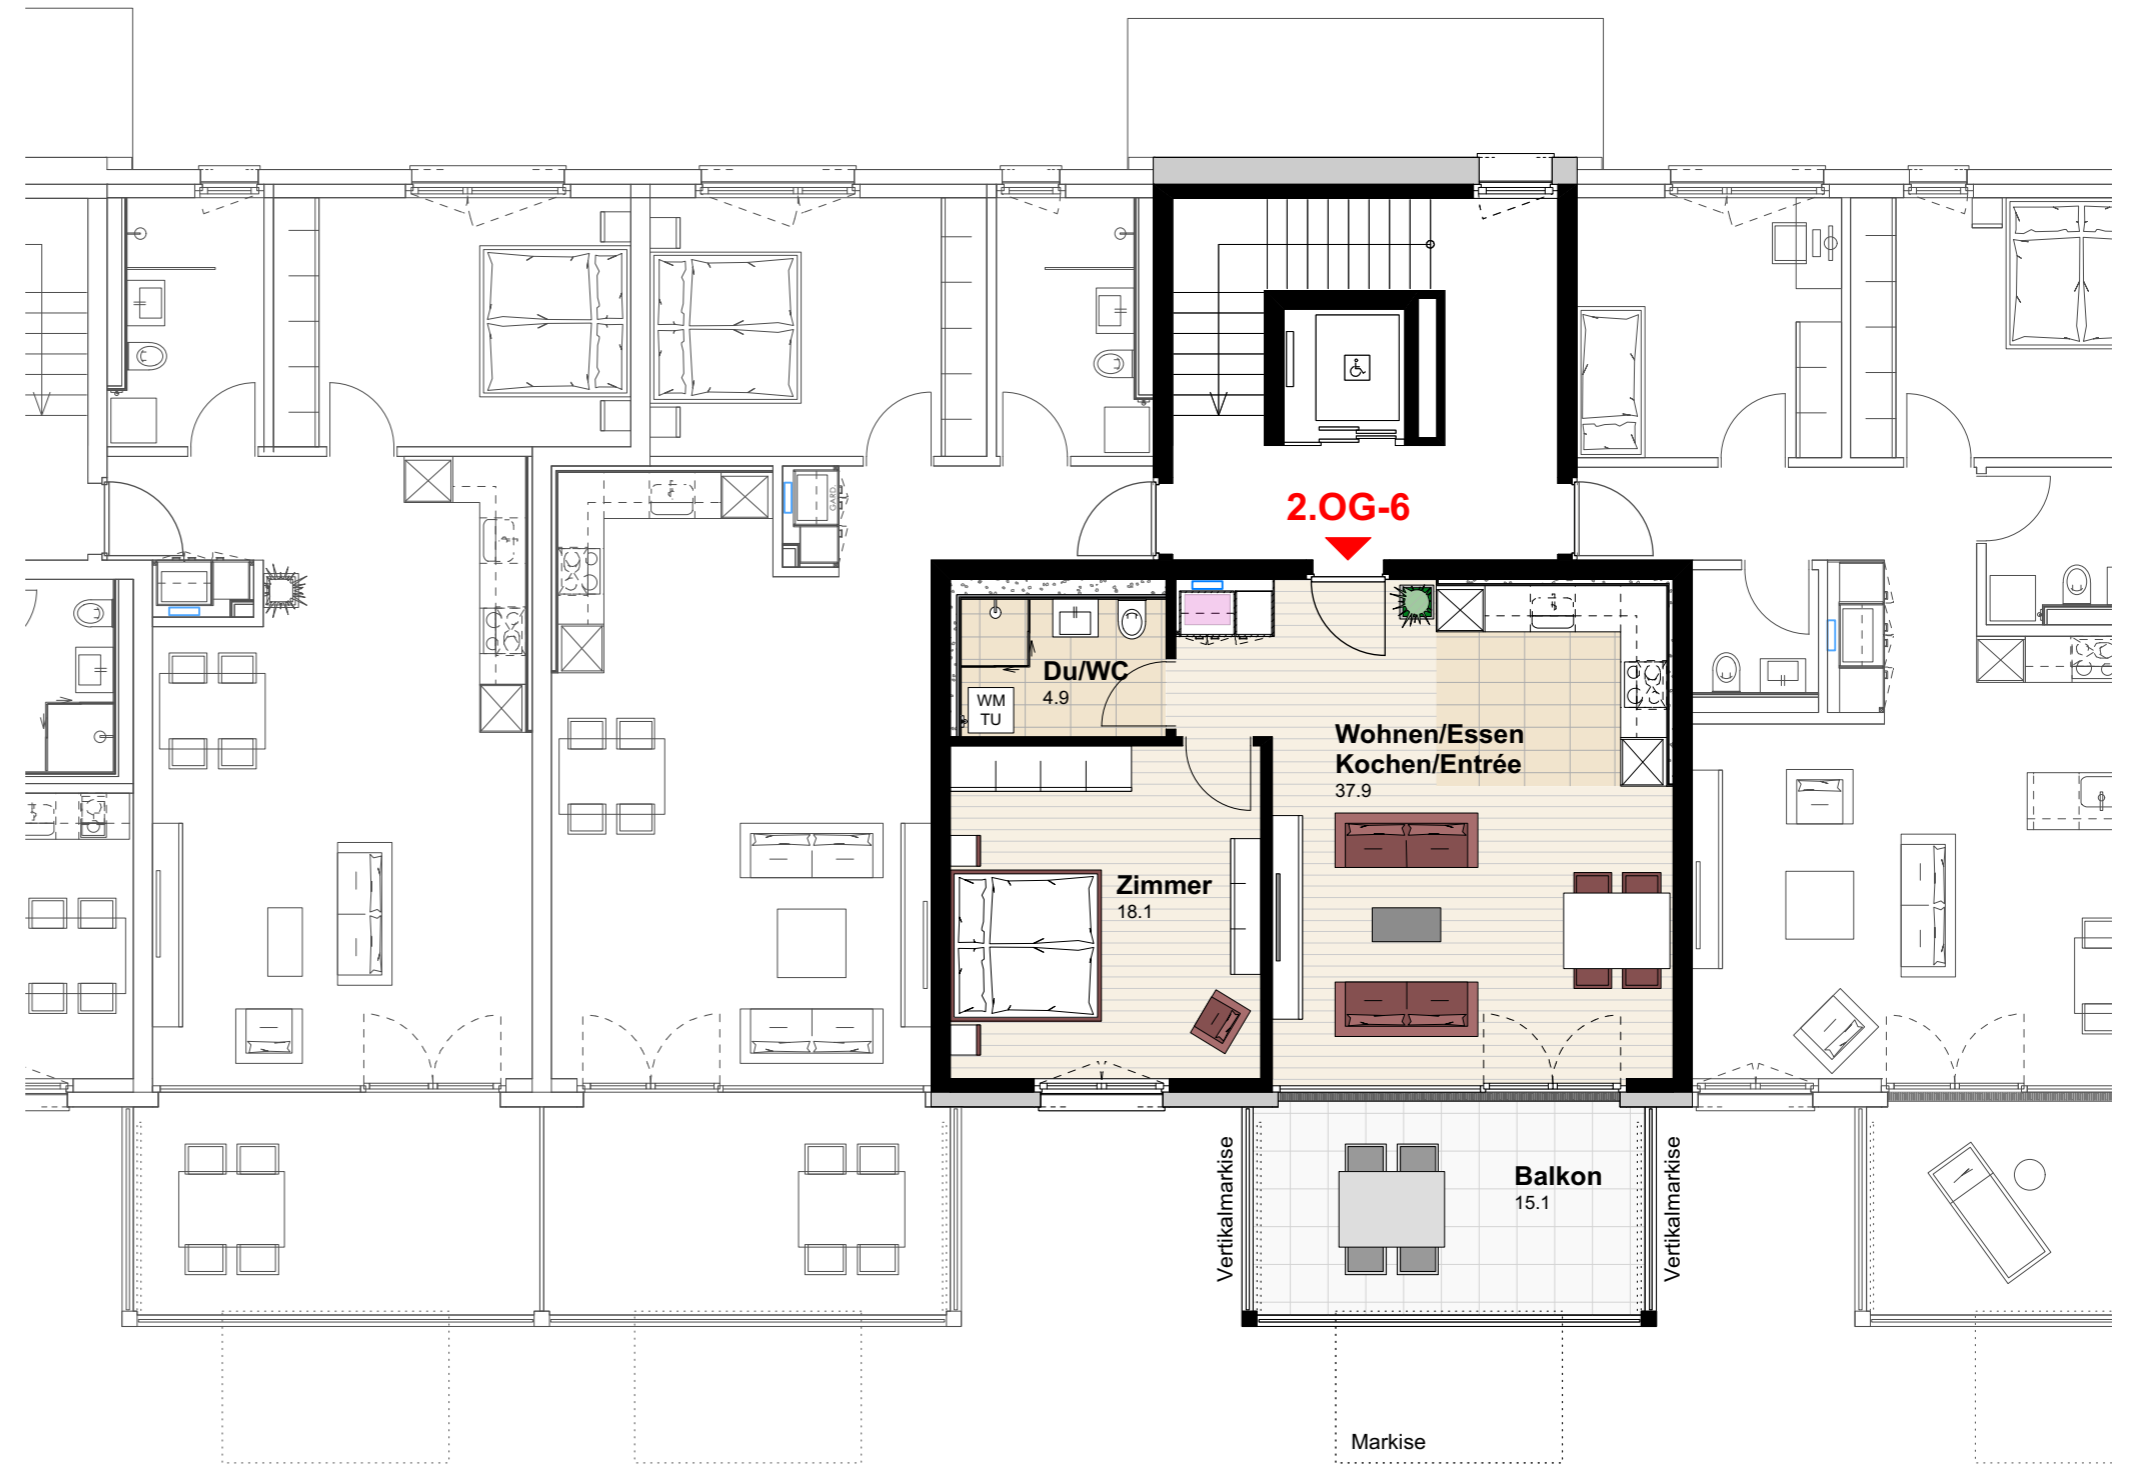 GARD.
2.OG-6
Du/WC
4.9
WM
TU
Wohnen/Essen
Kochen/Entrée
37.9
Zimmer
18.1
Vertikalmarkise
Balkon
15.1
Vertikalmarkise
Markise